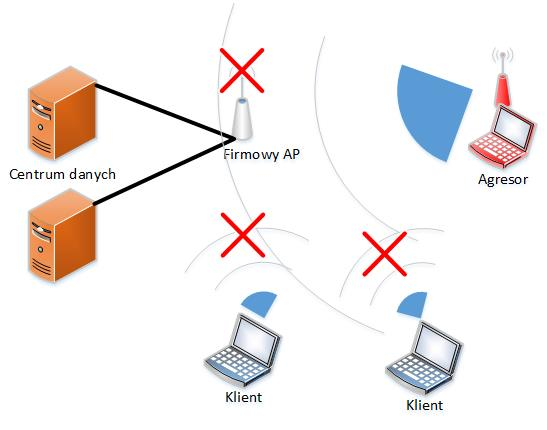 Firmowy AP
Centrum danych
Agresor
Klient
Klient